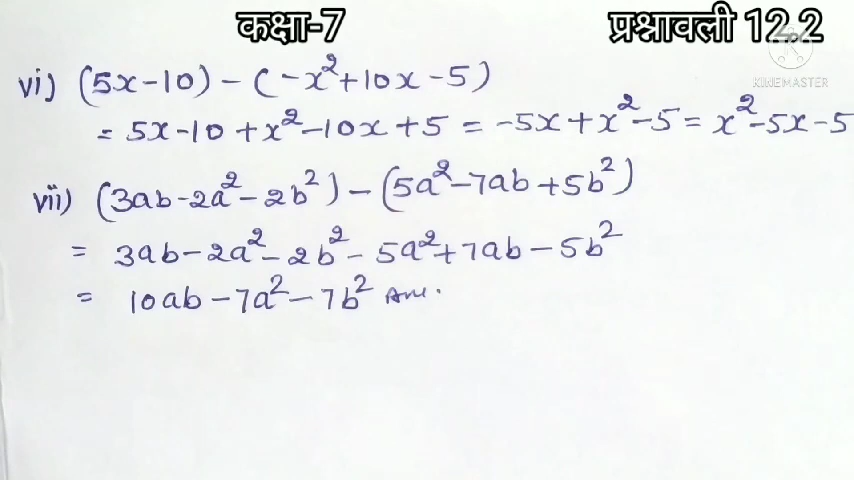 कक्षा-7 प्रश्नावली 12.2
KINEMASTER
vi) (5x-10) - (-x²+10x-5)
= 5x-10+x²-10x+5 = -5x+x²-5 = x²-5x-5
vii) (3ab-2a²-2b²) - (5a²-7ab+5b²)
= 3ab-2a²-2b²-5a²+7ab-5b²
= 10ab-7a²-7b² Ans.